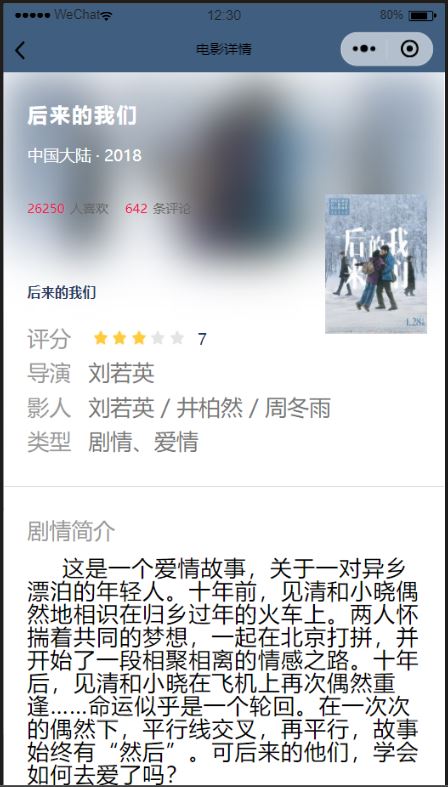 WeChat
12:30
80%
电影详情
后来的我们
中国大陆 · 2018
26250 人喜欢 642 条评论
后来的我们
后来的我们
评分 7
导演 刘若英
影人 刘若英 / 井柏然 / 周冬雨
类型 剧情、爱情
剧情简介
这是一个爱情故事，关于一对异乡
漂泊的年轻人。十年前，见清和小晓偶
然地相识在归乡过年的火车上。两人怀
揣着共同的梦想，一起在北京打拼，并
开始了一段相聚相离的情感之路。十年
后，见清和小晓在飞机上再次偶然重
逢……命运似乎是一个轮回。在一次次
的偶然下，平行线交叉，再平行，故事
始终有“然后”。可后来的他们，学会
如何去爱了吗？